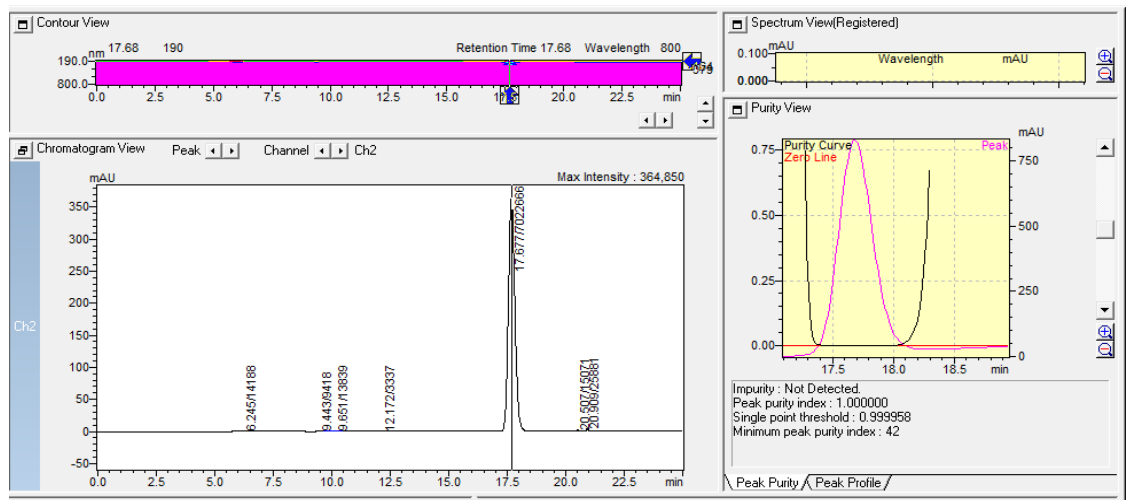 Contour View
nm 17.68 190 Retention Time 17.68 Wavelength 800
190.0
800.0
0.0 2.5 5.0 7.5 10.0 12.5 15.0 20.0 22.5 min
Chromatogram View Peak Channel Ch2
mAU Max Intensity : 364,850
350
300
250
200
150
100
50
0
-50
Ch2
6.245/14188
9.443/9418
9.651/13839
12.172/3337
17.677/7022666
20.507/15071
20.909/25881
0.0 2.5 5.0 7.5 10.0 12.5 15.0 17.5 20.0 22.5 min
Spectrum View(Registered)
mAU
0.100
0.000
Wavelength mAU
Purity View
mAU
Purity Curve Peak
Zero Line
0.75
0.50
0.25
0.00
750
500
250
0
17.5 18.0 18.5 min
Impurity : Not Detected.
Peak purity index : 1.000000
Single point threshold : 0.999958
Minimum peak purity index : 42
Peak Purity Peak Profile